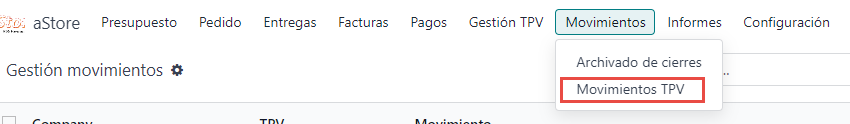 aStore Presupuesto Pedido Entregas Facturas Pagos Gestión TPV Movimientos Informes Configuración
Archivado de cierres
Gestión movimientos ..
Movimientos TPV
Company TPV Movimiento